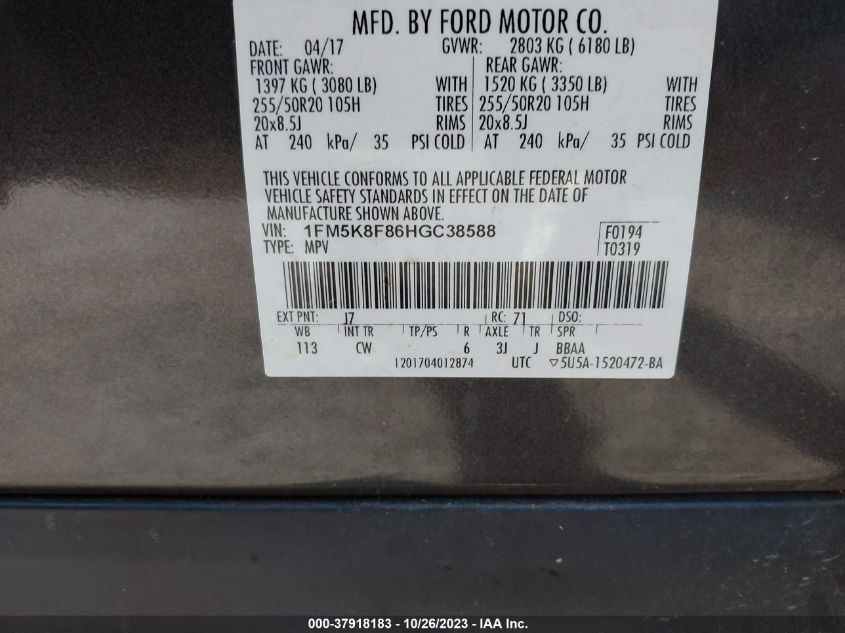 MFD. BY FORD MOTOR CO.
DATE: 04/17 GVWR: 2803 KG ( 6180 LB)
FRONT GAWR: REAR GAWR:
1397 KG ( 3080 LB) WITH 1520 KG ( 3350 LB) WITH
255/50R20 105H TIRES 255/50R20 105H TIRES
20x8.5J RIMS 20x8.5J RIMS
AT 240 kPa/ 35 PSI COLD AT 240 kPa/ 35 PSI COLD
THIS VEHICLE CONFORMS TO ALL APPLICABLE FEDERAL MOTOR
VEHICLE SAFETY STANDARDS IN EFFECT ON THE DATE OF
MANUFACTURE SHOWN ABOVE.
VIN: 1FM5K8F86HGC38588 F0194
TYPE: MPV T0319
EXT PNT: J7 RC: 71 DSO:
WB INT TR TP/PS R AXLE TR SPR
113 CW 6 3J J BBAA
1201704012874 UTC ▽5U5A-1520472-BA
000-37918183 - 10/26/2023 - IAA Inc.